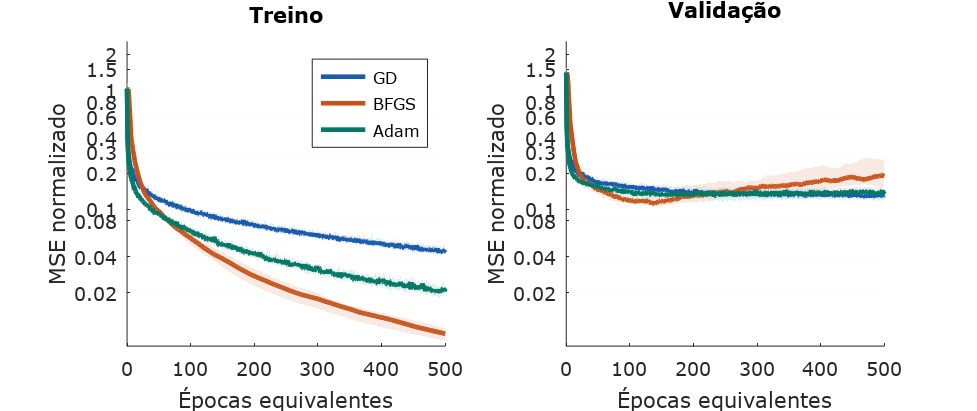 Treino
MSE normalizado
2
1.5
1
0.8
0.6
0.4
0.3
0.2
0.1
0.08
0.04
0.02
GD
BFGS
Adam
0 100 200 300 400 500
Épocas equivalentes
Validação
MSE normalizado
2
1.5
1
0.8
0.6
0.4
0.3
0.2
0.1
0.08
0.04
0.02
0 100 200 300 400 500
Épocas equivalentes